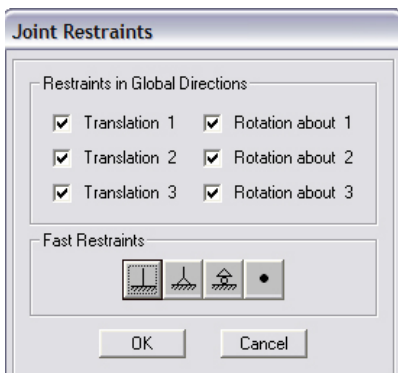 Joint Restraints
Restraints in Global Directions
Translation 1 Rotation about 1
Translation 2 Rotation about 2
Translation 3 Rotation about 3
Fast Restraints
OK Cancel